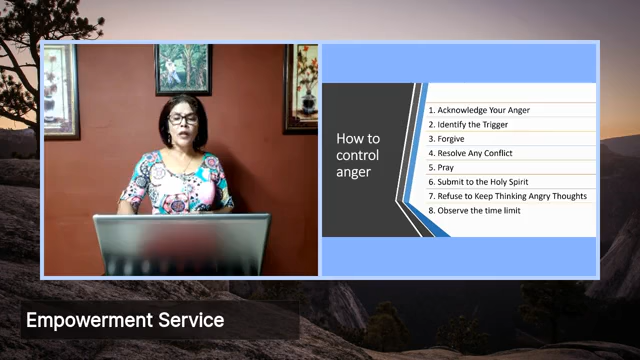 How to
control
anger
1. Acknowledge Your Anger
2. Identify the Trigger
3. Forgive
4. Resolve Any Conflict
5. Pray
6. Submit to the Holy Spirit
7. Refuse to Keep Thinking Angry Thoughts
8. Observe the time limit
Empowerment Service